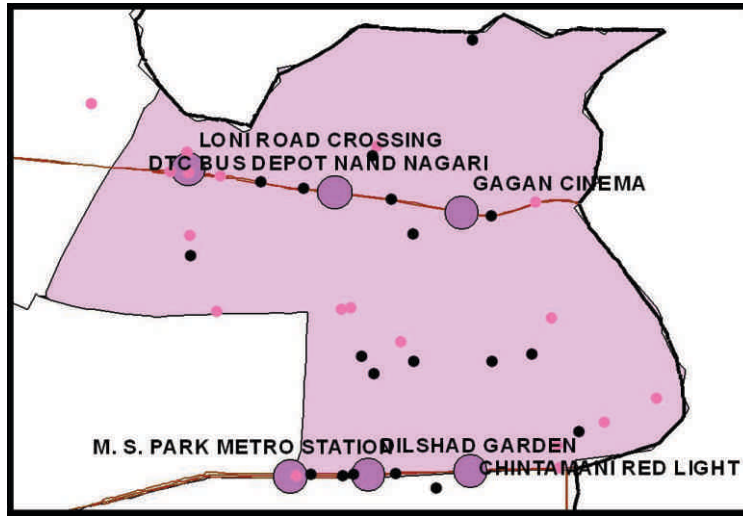 LONI ROAD CROSSING
DTC BUS DEPOT NAND NAGARI
GAGAN CINEMA
M. S. PARK METRO STATION
DILSHAD GARDEN
CHINTAMANI RED LIGHT